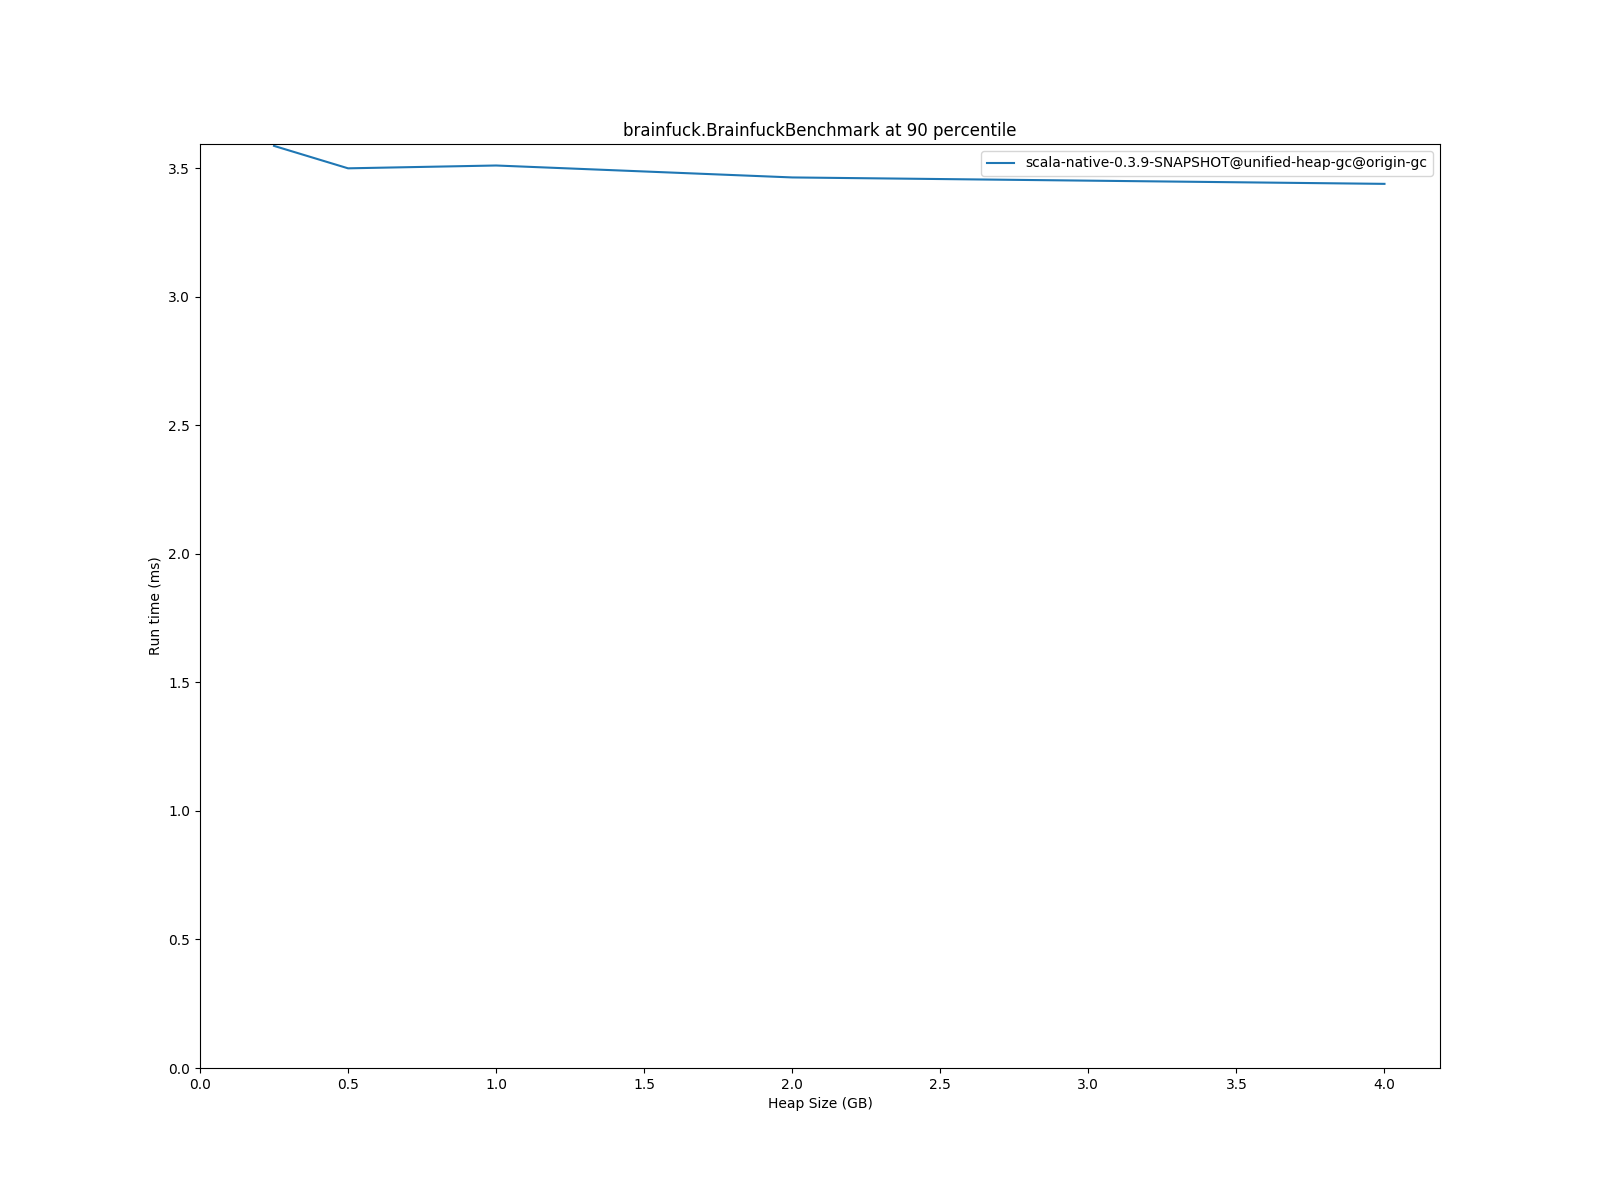 brainfuck.BrainfuckBenchmark at 90 percentile
scala-native-0.3.9-SNAPSHOT@unified-heap-gc@origin-gc
3.5
3.0
2.5
2.0
1.5
1.0
0.5
0.0
Run time (ms)
0.0 0.5 1.0 1.5 2.0 2.5 3.0 3.5 4.0
Heap Size (GB)